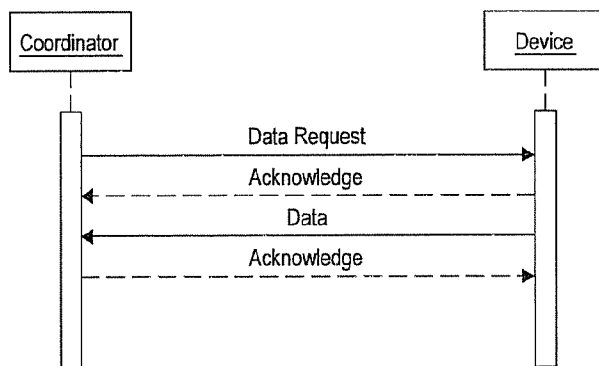 Coordinator
Device
Data Request
Acknowledge
Data
Acknowledge